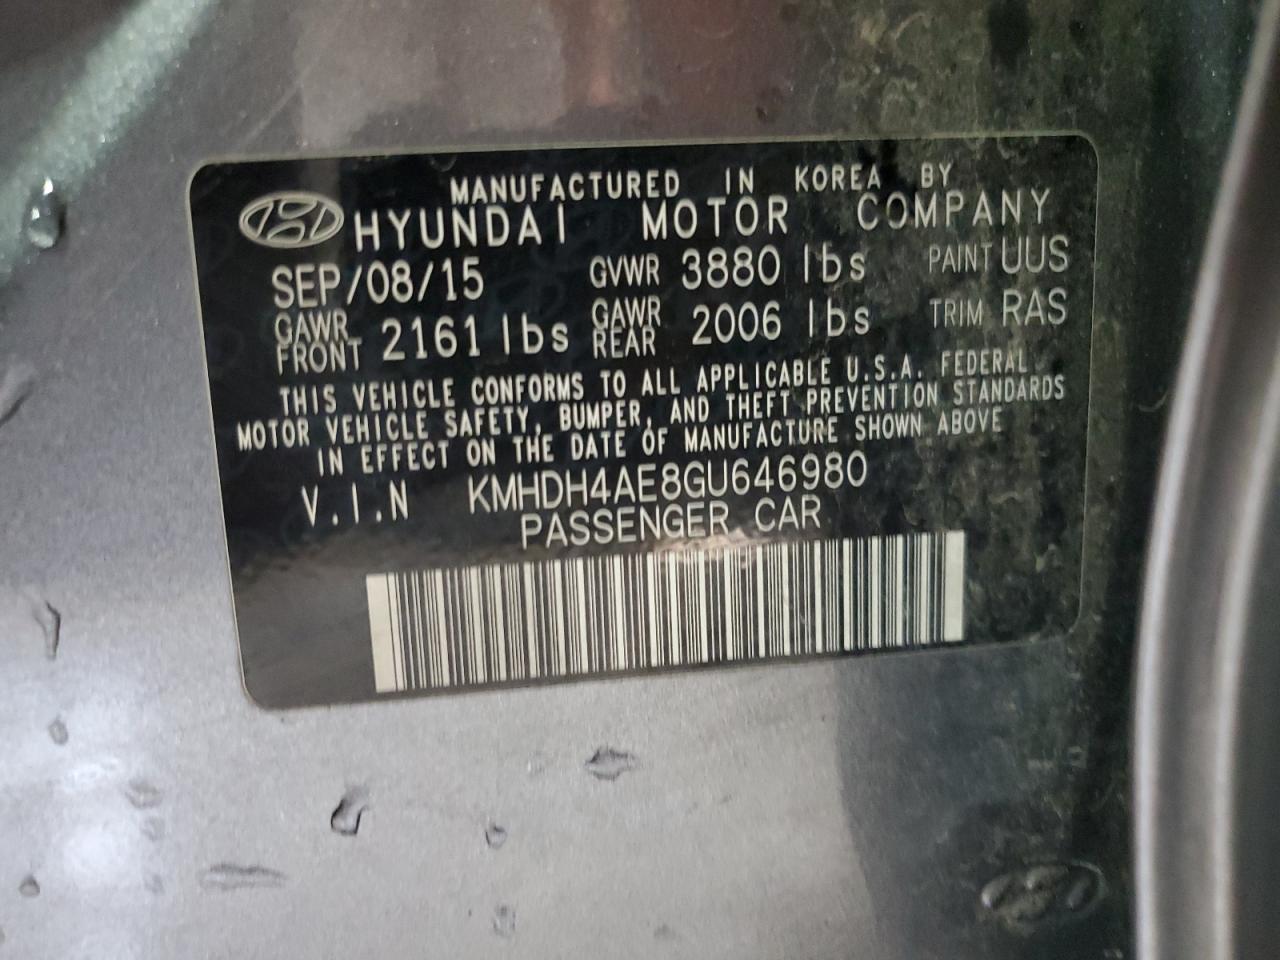 MANUFACTURED IN KOREA BY
HYUNDAI MOTOR COMPANY
SEP/08/15 GVWR 3880 lbs PAINT UUS
GAWR FRONT 2161 lbs GAWR REAR 2006 lbs TRIM RAS
THIS VEHICLE CONFORMS TO ALL APPLICABLE U.S.A. FEDERAL
MOTOR VEHICLE SAFETY, BUMPER, AND THEFT PREVENTION STANDARDS
IN EFFECT ON THE DATE OF MANUFACTURE SHOWN ABOVE
V.I.N KMHDH4AE8GU646980
PASSENGER CAR